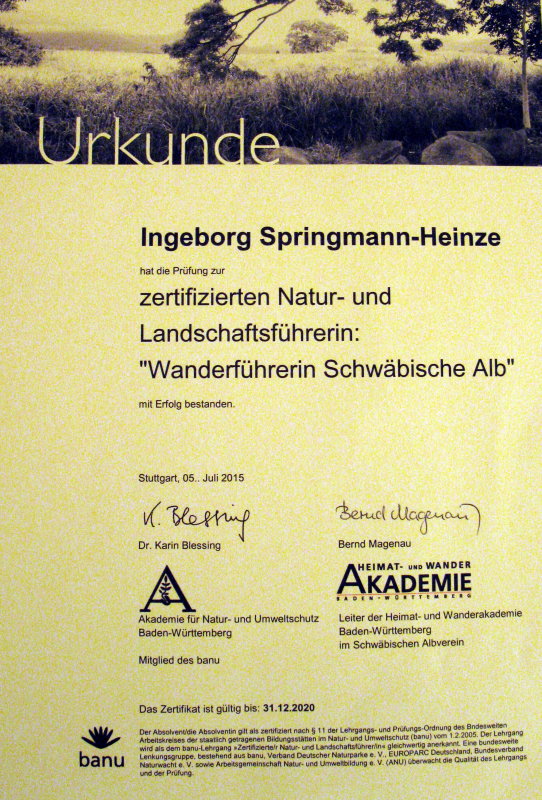 Urkunde
Ingeborg Springmann-Heinze
hat die Prüfung zur
zertifizierten Natur- und
Landschaftsführerin:
"Wanderführerin Schwäbische Alb"
mit Erfolg bestanden.
Stuttgart, 05.. Juli 2015
K. Blessing
Bernd Magenau
Dr. Karin Blessing
Bernd Magenau
HEIMAT- UND WANDER
AKADEMIE
BADEN-WÜRTTEMBERG
Akademie für Natur- und Umweltschutz
Baden-Württemberg
Mitglied des banu
Leiter der Heimat- und Wanderakademie
Baden-Württemberg
im Schwäbischen Albverein
Das Zertifikat ist gültig bis: 31.12.2020
banu
Der Absolvent/die Absolventin gilt als zertifiziert nach § 11 der Lehrgangs- und Prüfungs-Ordnung des Bndesweiten
Arbeitskreises der staatlich getragenen Bildungsstätten im Natur- und Umweltschutz (banu) vom 1.2.2005. Der Lehrgang
wird als dem banu-Lehrgang »Zertifizierte/r Natur- und Landschaftsführer/in« gleichwertig anerkannt. Eine bundesweite
Lenkungsgruppe, bestehend aus banu, Verband Deutscher Naturparke e. V., EUROPARC Deutschland, Bundesverband
Naturwacht e. V. sowie Arbeitsgemeinschaft Natur- und Umweltbildung e. V. (ANU) überwacht die Qualität des Lehrgangs
und der Prüfung.